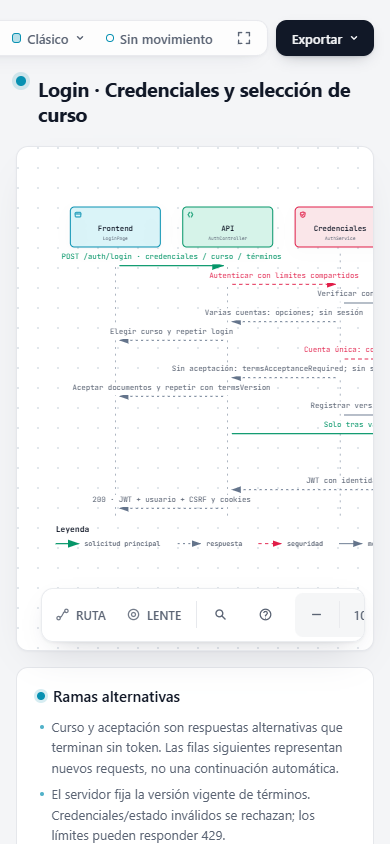 Clásico
Sin movimiento
Exportar
Login · Credenciales y selección de
curso
Frontend
LoginPage
API
AuthController
Credenciales
AuthService
POST /auth/login · credenciales / curso / términos
Autenticar con límites compartidos
Verificar con
Varias cuentas: opciones; sin sesión
Elegir curso y repetir login
Cuenta única: co
Sin aceptación: termsAcceptanceRequired; sin s
Aceptar documentos y repetir con termsVersion
Registrar vers
Solo tras v
JWT con identid
200 · JWT + usuario + CSRF y cookies
Leyenda
solicitud principal
respuesta
seguridad
RUTA
LENTE
10
Ramas alternativas
Curso y aceptación son respuestas alternativas que
terminan sin token. Las filas siguientes representan
nuevos requests, no una continuación automática.
El servidor fija la versión vigente de términos.
Credenciales/estado inválidos se rechazan; los
límites pueden responder 429.